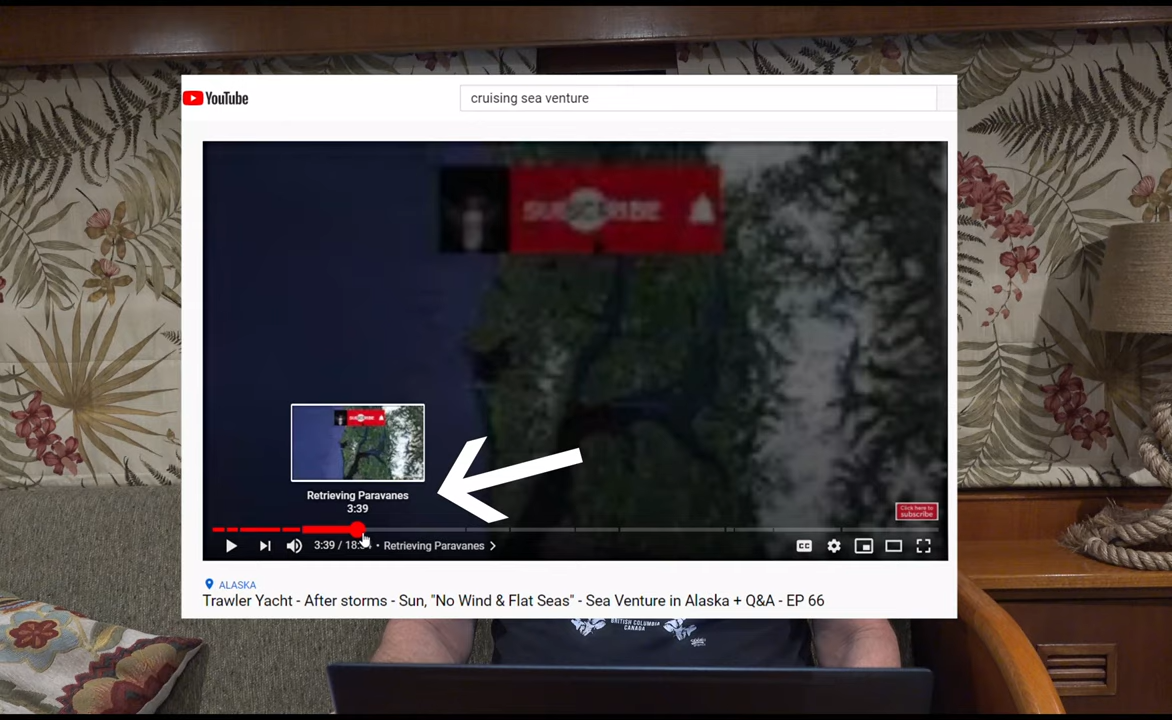 YouTube
cruising sea venture
SUBSCRIBE
Retrieving Paravanes
3:39
Click here to
subscribe
3:39 / 18:
• Retrieving Paravanes >
CC
ALASKA
Trawler Yacht - After storms - Sun, "No Wind & Flat Seas" - Sea Venture in Alaska + Q&A - EP 66
BRITISH COLUMBIA
CANADA